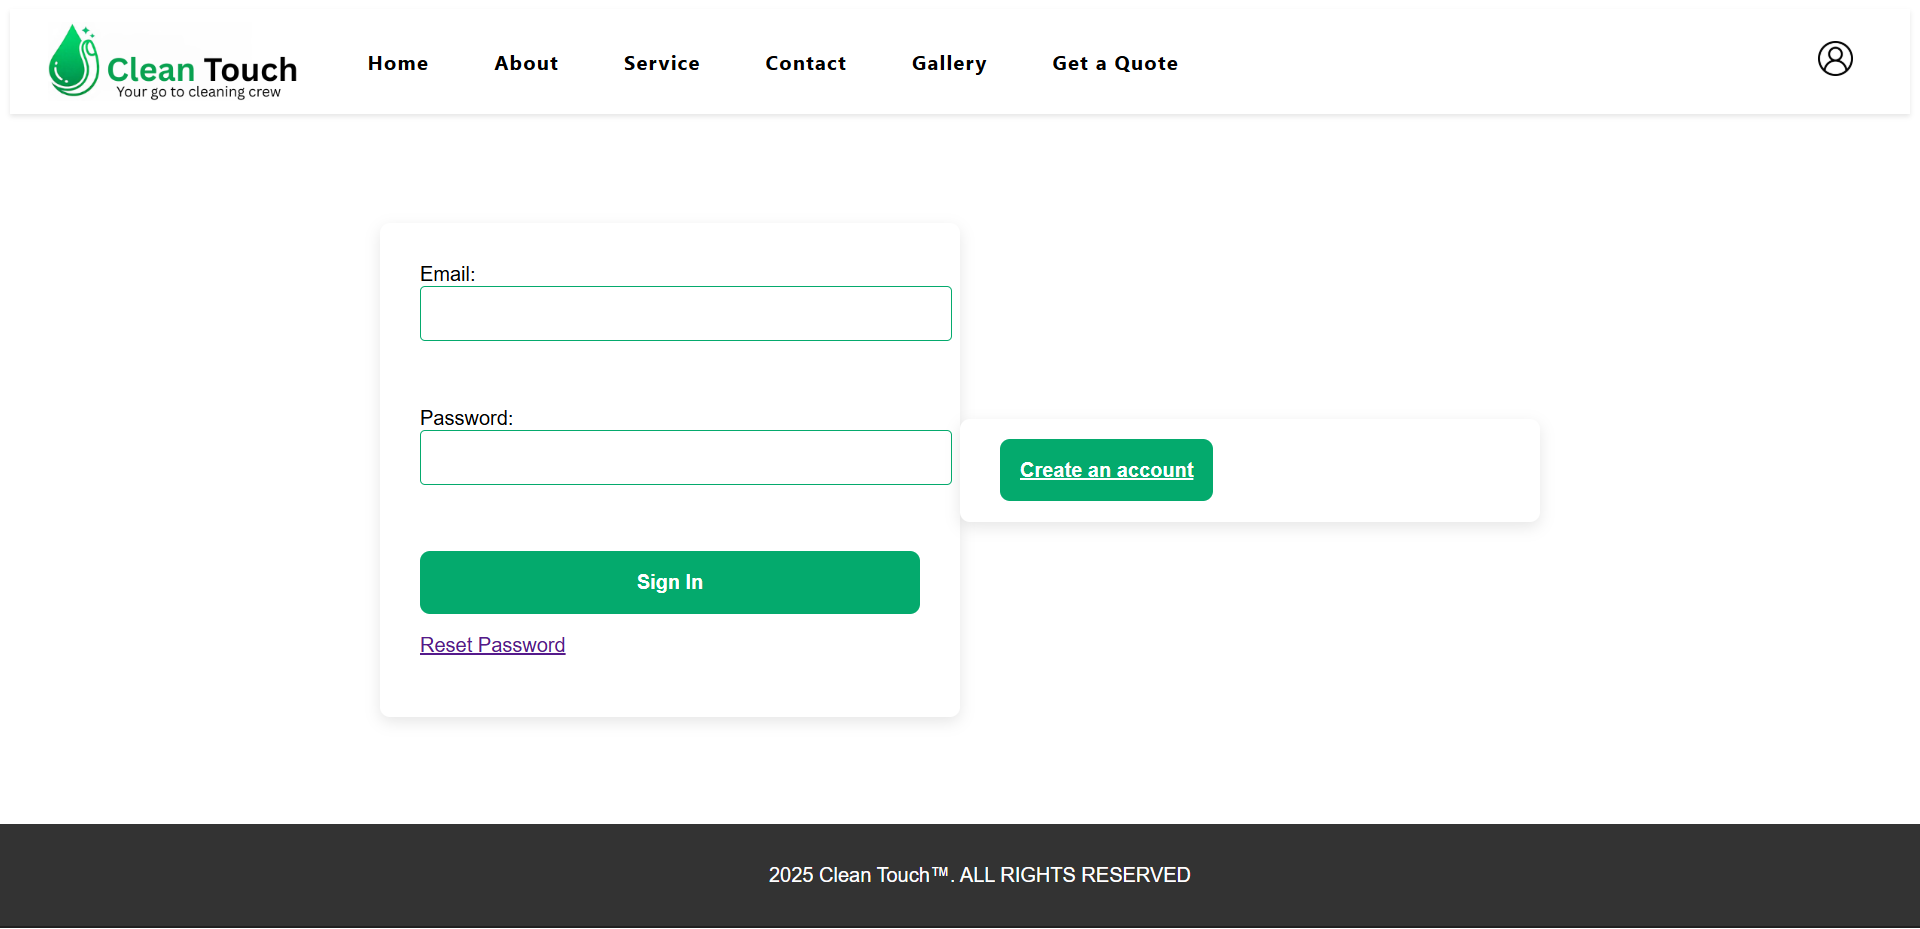 Clean Touch
Your go to cleaning crew
Home About Service Contact Gallery Get a Quote
Email:
Password:
Create an account
Sign In
Reset Password
2025 Clean Touch™. ALL RIGHTS RESERVED